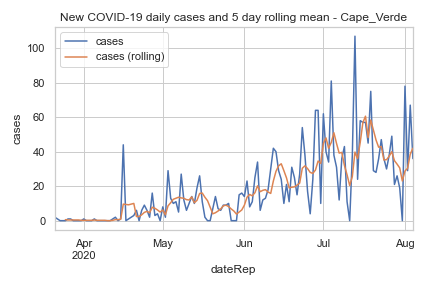 New COVID-19 daily cases and 5 day rolling mean - Cape_Verde
cases
cases (rolling)
100
80
60
40
20
0
cases
Apr
2020
May
Jun
Jul
Aug
dateRep